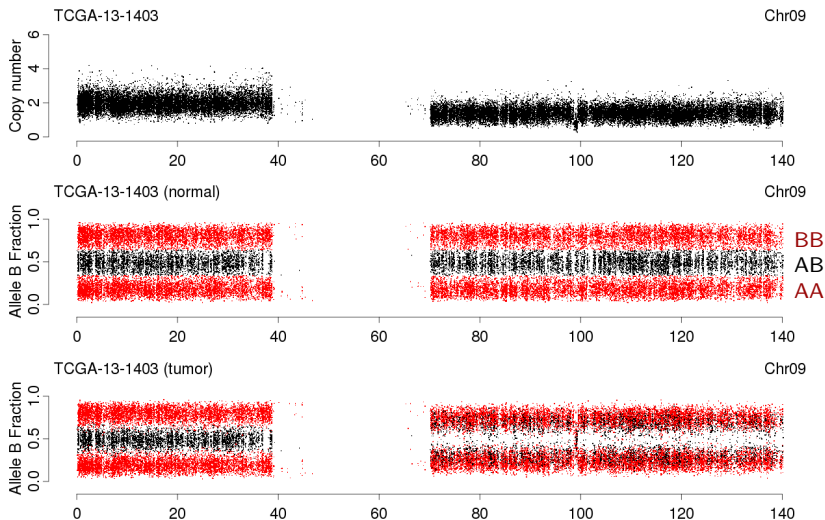 TCGA-13-1403 Chr09
Copy number
6
4
2
0
0 20 40 60 80 100 120 140
TCGA-13-1403 (normal) Chr09
Allele B Fraction
1.0
0.5
0.0
BB
AB
AA
0 20 40 60 80 100 120 140
TCGA-13-1403 (tumor) Chr09
Allele B Fraction
1.0
0.5
0.0
0 20 40 60 80 100 120 140